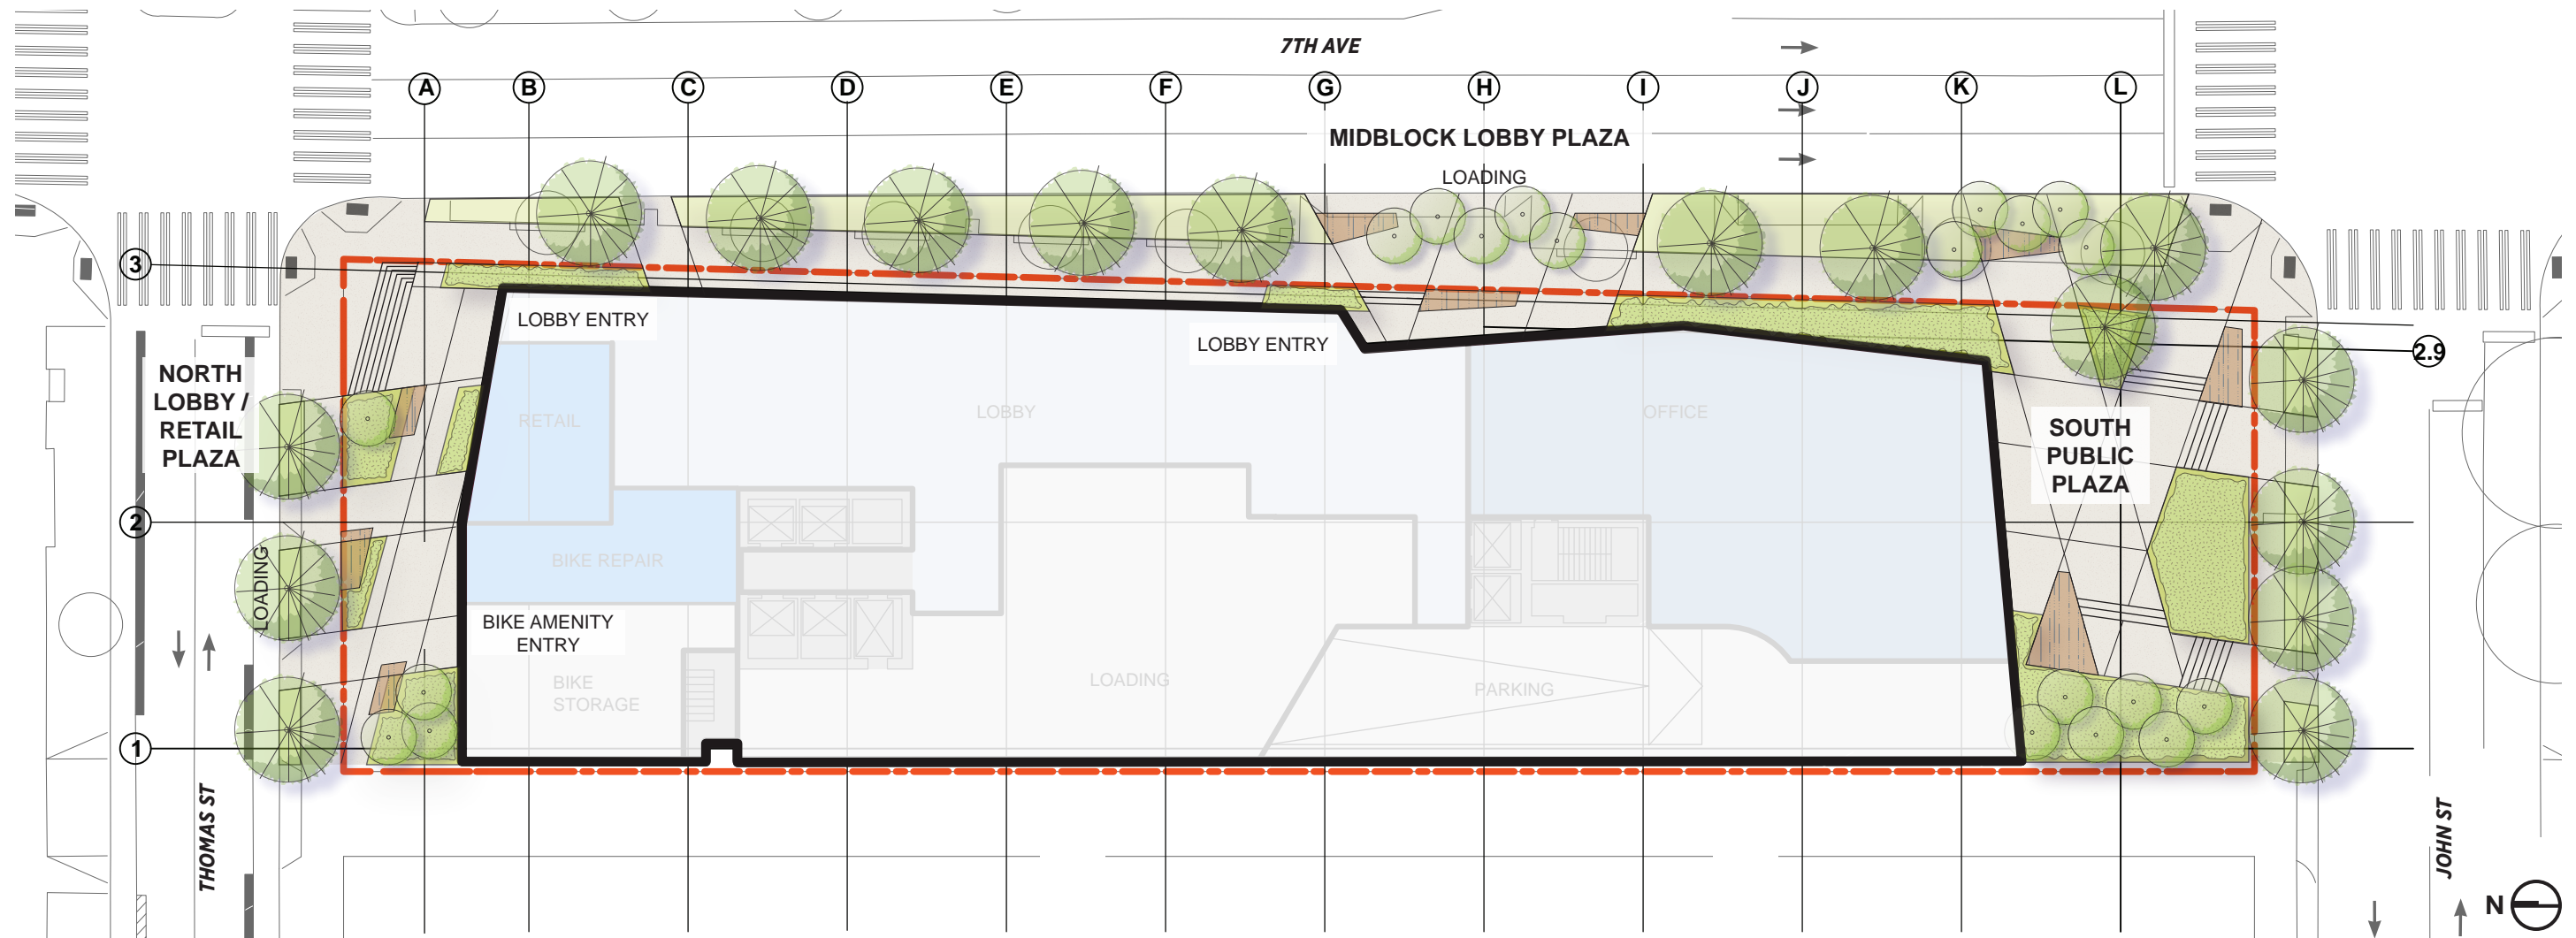 7TH AVE
A
B
C
D
E
F
G
H
I
J
K
L
MIDBLOCK LOBBY PLAZA
LOADING
3
LOBBY ENTRY
LOBBY ENTRY
2.9
NORTH
LOBBY /
RETAIL
PLAZA
RETAIL
LOBBY
OFFICE
SOUTH
PUBLIC
PLAZA
2
LOADING
BIKE REPAIR
BIKE AMENITY
ENTRY
BIKE
STORAGE
LOADING
PARKING
1
THOMAS ST
JOHN ST
N